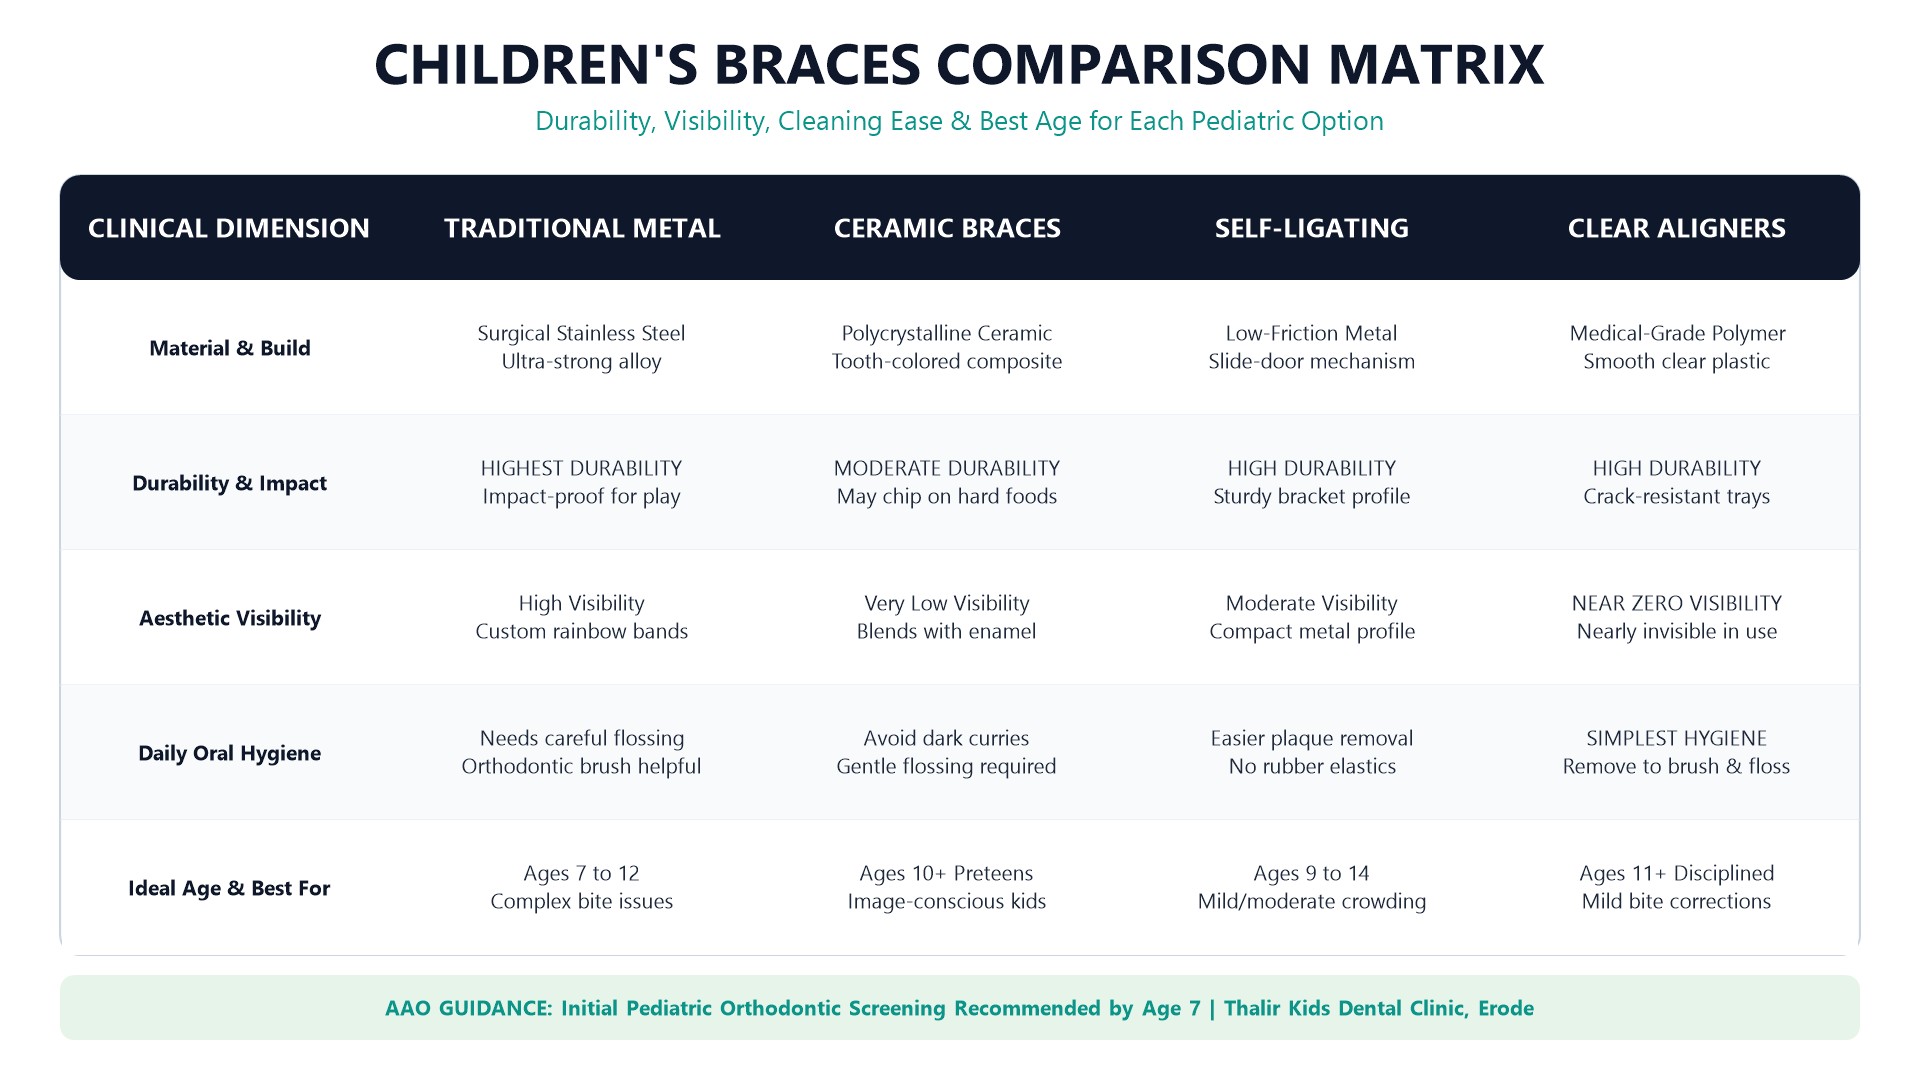 CHILDREN'S BRACES COMPARISON MATRIX
Durability, Visibility, Cleaning Ease & Best Age for Each Pediatric Option
CLINICAL DIMENSION TRADITIONAL METAL CERAMIC BRACES SELF-LIGATING CLEAR ALIGNERS
Material & Build
Surgical Stainless Steel
Ultra-strong alloy
Polycrystalline Ceramic
Tooth-colored composite
Low-Friction Metal
Slide-door mechanism
Medical-Grade Polymer
Smooth clear plastic
Durability & Impact
HIGHEST DURABILITY
Impact-proof for play
MODERATE DURABILITY
May chip on hard foods
HIGH DURABILITY
Sturdy bracket profile
HIGH DURABILITY
Crack-resistant trays
Aesthetic Visibility
High Visibility
Custom rainbow bands
Very Low Visibility
Blends with enamel
Moderate Visibility
Compact metal profile
NEAR ZERO VISIBILITY
Nearly invisible in use
Daily Oral Hygiene
Needs careful flossing
Orthodontic brush helpful
Avoid dark curries
Gentle flossing required
Easier plaque removal
No rubber elastics
SIMPLEST HYGIENE
Remove to brush & floss
Ideal Age & Best For
Ages 7 to 12
Complex bite issues
Ages 10+ Preteens
Image-conscious kids
Ages 9 to 14
Mild/moderate crowding
Ages 11+ Disciplined
Mild bite corrections
AAO GUIDANCE: Initial Pediatric Orthodontic Screening Recommended by Age 7 | Thalir Kids Dental Clinic, Erode